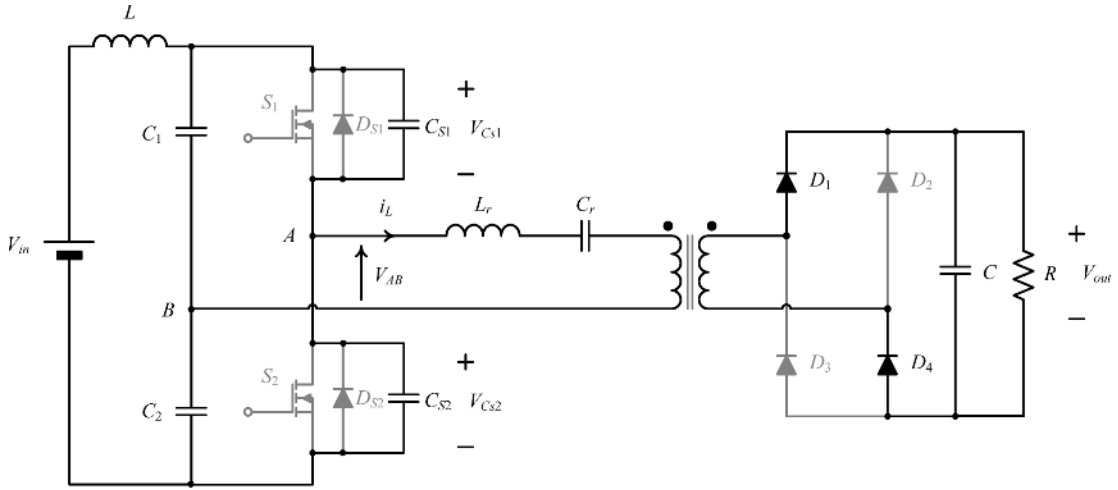 L
S1
DS1
CS1
+
VCs1
−
C1
D1
D2
iL
Lr
Cr
A
Vin
VAB
+
C
R
Vout
−
B
S2
DS2
CS2
+
VCs2
−
D3
D4
C2